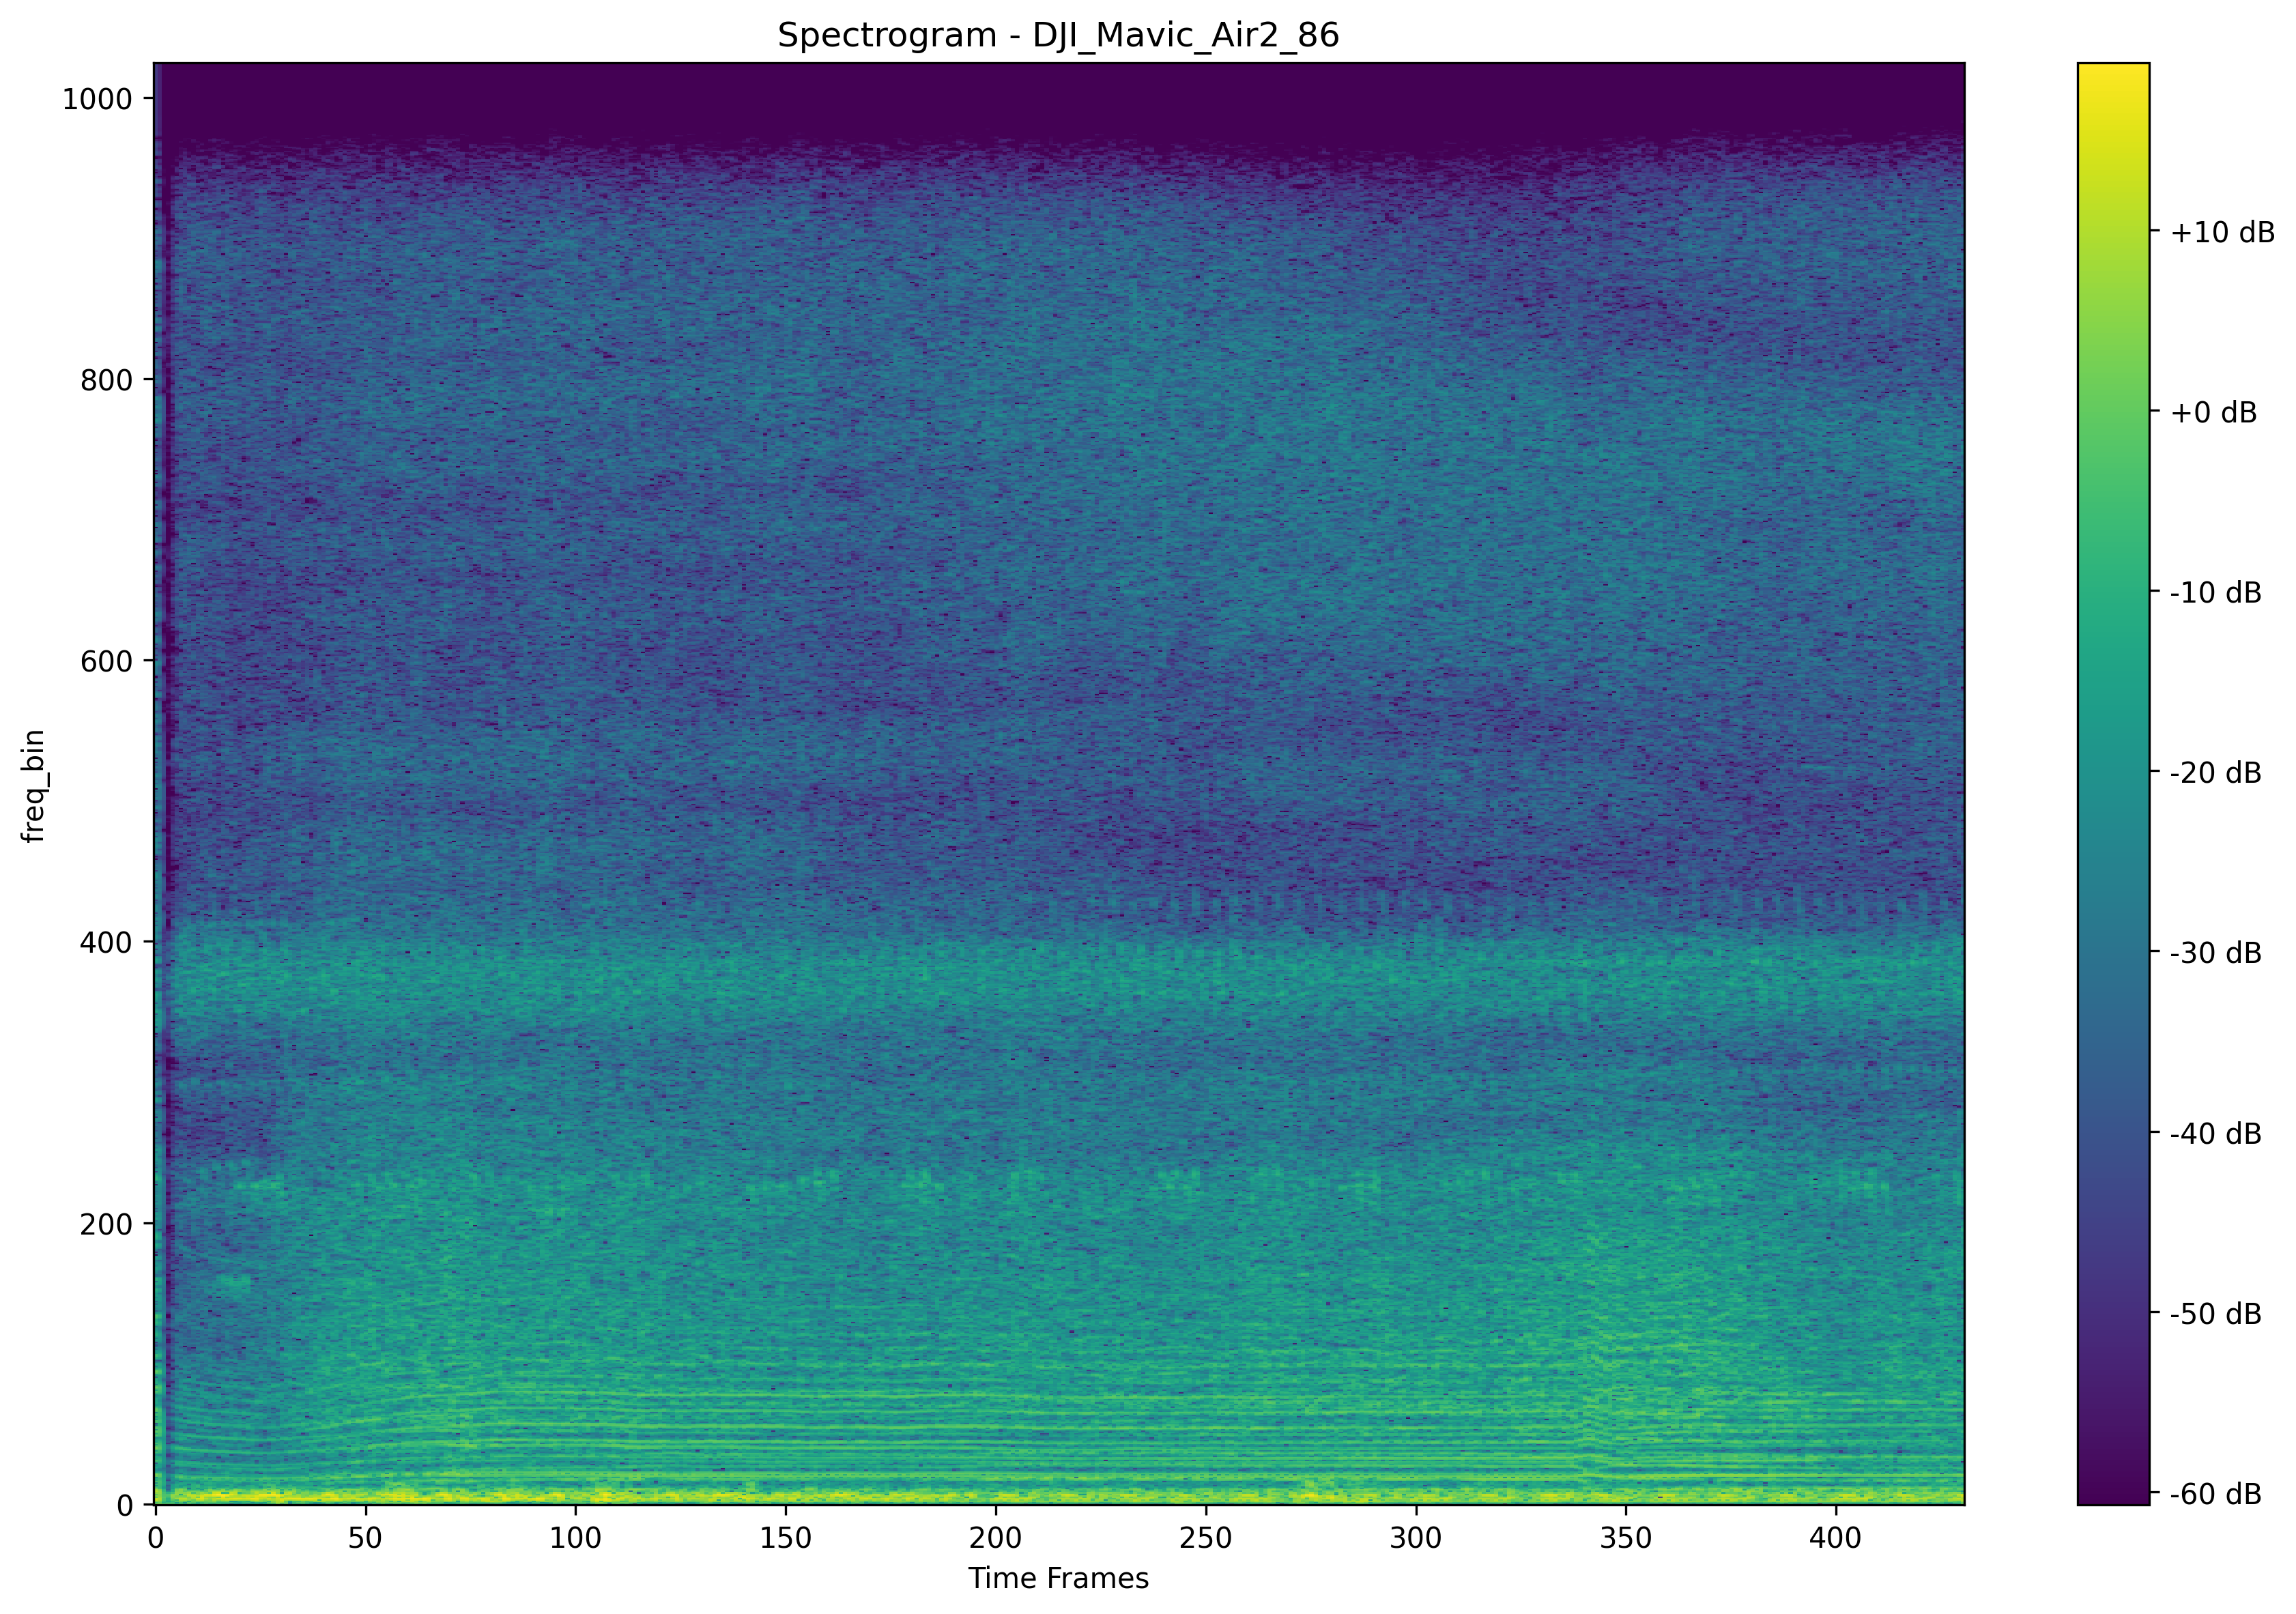 Spectrogram - DJI_Mavic_Air2_86
1000
800
600
400
200
0
freq_bin
0 50 100 150 200 250 300 350 400
Time Frames
+10 dB
+0 dB
-10 dB
-20 dB
-30 dB
-40 dB
-50 dB
-60 dB